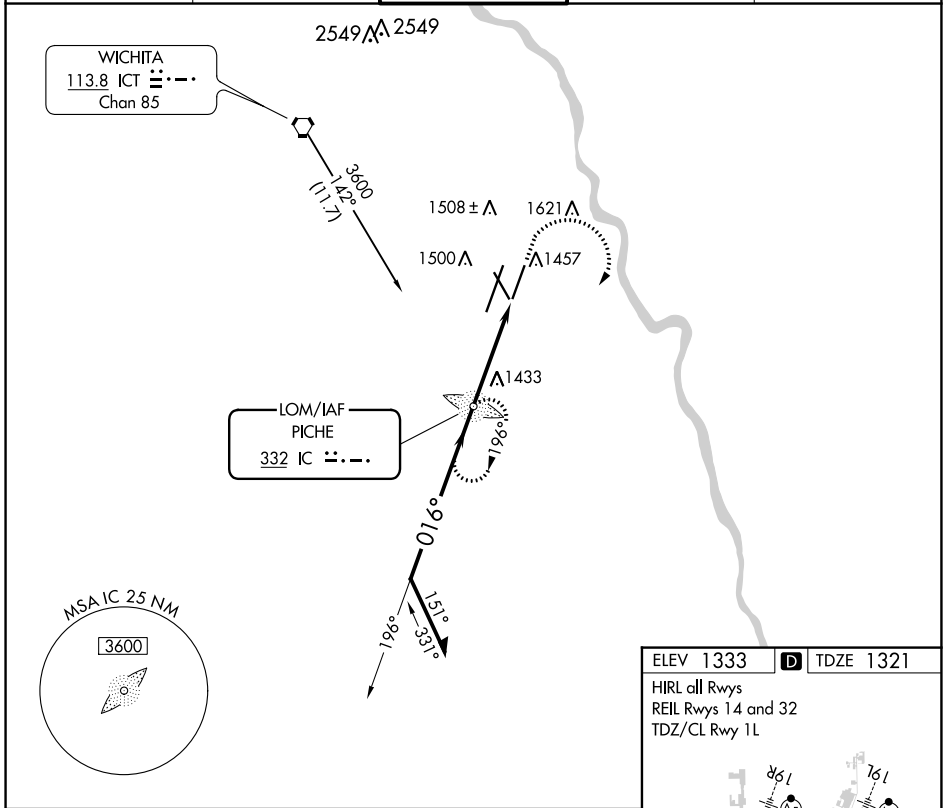 2549 2549
WICHITA
113.8 ICT
Chan 85
3600
142°
(11.7)
1508 ± 1621
1500 1457
1433
LOM/IAF
PICHE
332 IC
196°
016°
151°
331°
196°
MSA IC 25 NM
3600
ELEV 1333 D TDZE 1321
HIRL all Rwys
REIL Rwys 14 and 32
TDZ/CL Rwy 1L
19R 19L